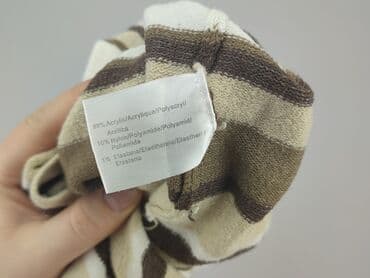 89% Acrylic/Acrylique/Polyacryl/
Acrilica
10% Nylon/Polyamide/Polyamid/
Poliamida
1% Elastane/Elasthanne/Elasthan/
Elastano